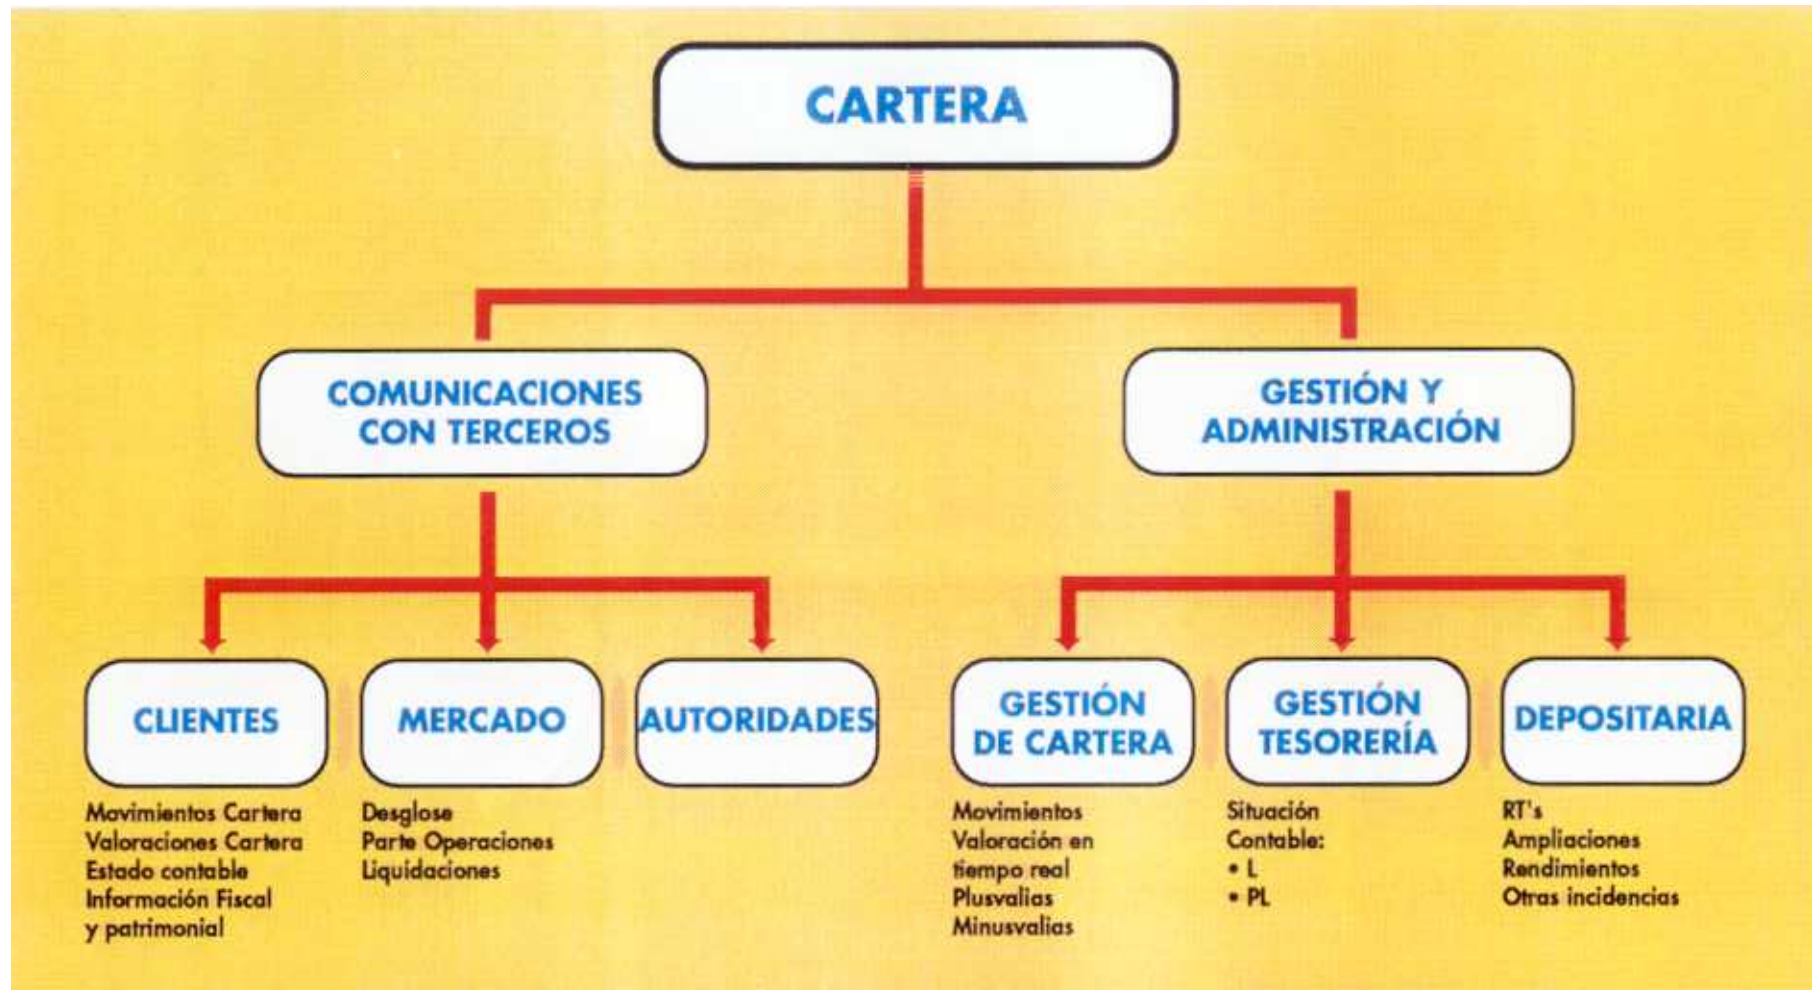 CARTERA
COMUNICACIONES
CON TERCEROS
GESTIÓN Y
ADMINISTRACIÓN
CLIENTES
MERCADO
AUTORIDADES
GESTIÓN
DE CARTERA
GESTIÓN
TESORERÍA
DEPOSITARIA
Movimientos Cartera
Valoraciones Cartera
Estado contable
Información Fiscal
y patrimonial
Desglose
Parte Operaciones
Liquidaciones
Movimientos
Valoración en
tiempo real
Plusvalias
Minusvalias
Situación
Contable:
• L
• PL
RT's
Ampliaciones
Rendimientos
Otras incidencias